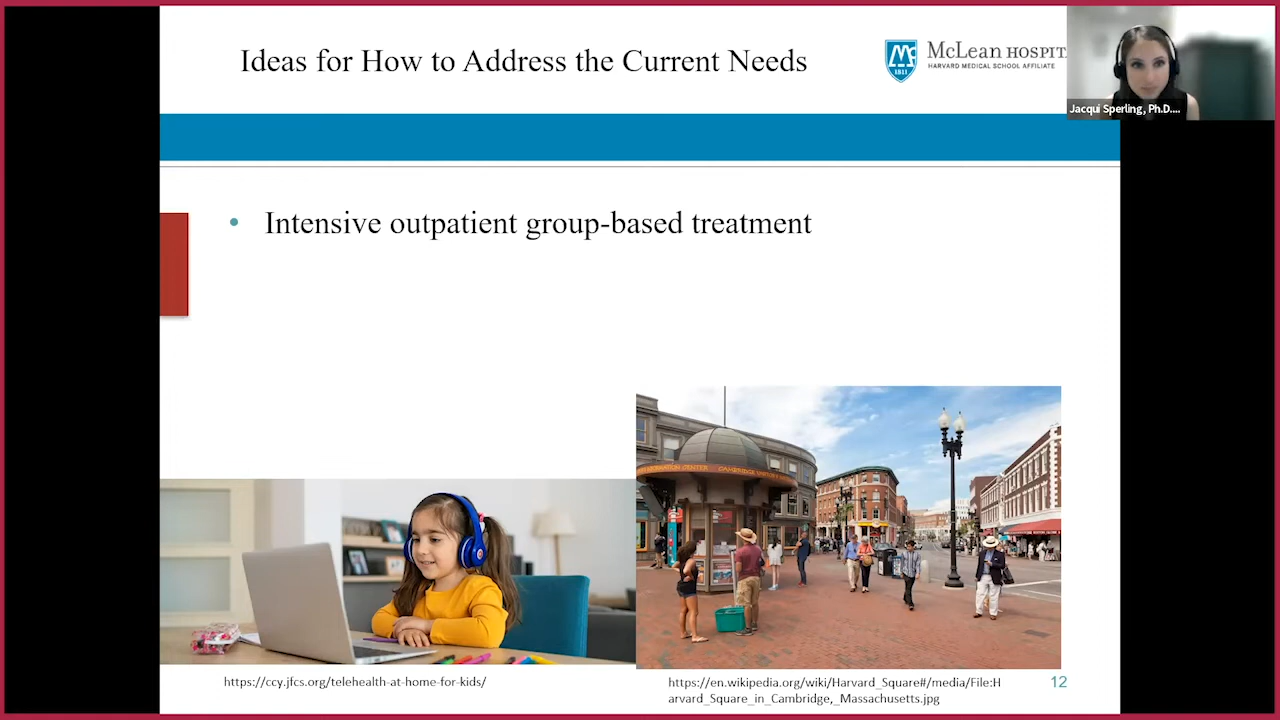 Ideas for How to Address the Current Needs
McLean HOSPIT
HARVARD MEDICAL SCHOOL AFFILIATE
1811
Jacqui Sperling, Ph.D....
• Intensive outpatient group-based treatment
https://ccy.jfcs.org/telehealth-at-home-for-kids/
https://en.wikipedia.org/wiki/Harvard_Square#/media/File:H
arvard_Square_in_Cambridge,_Massachusetts.jpg
12